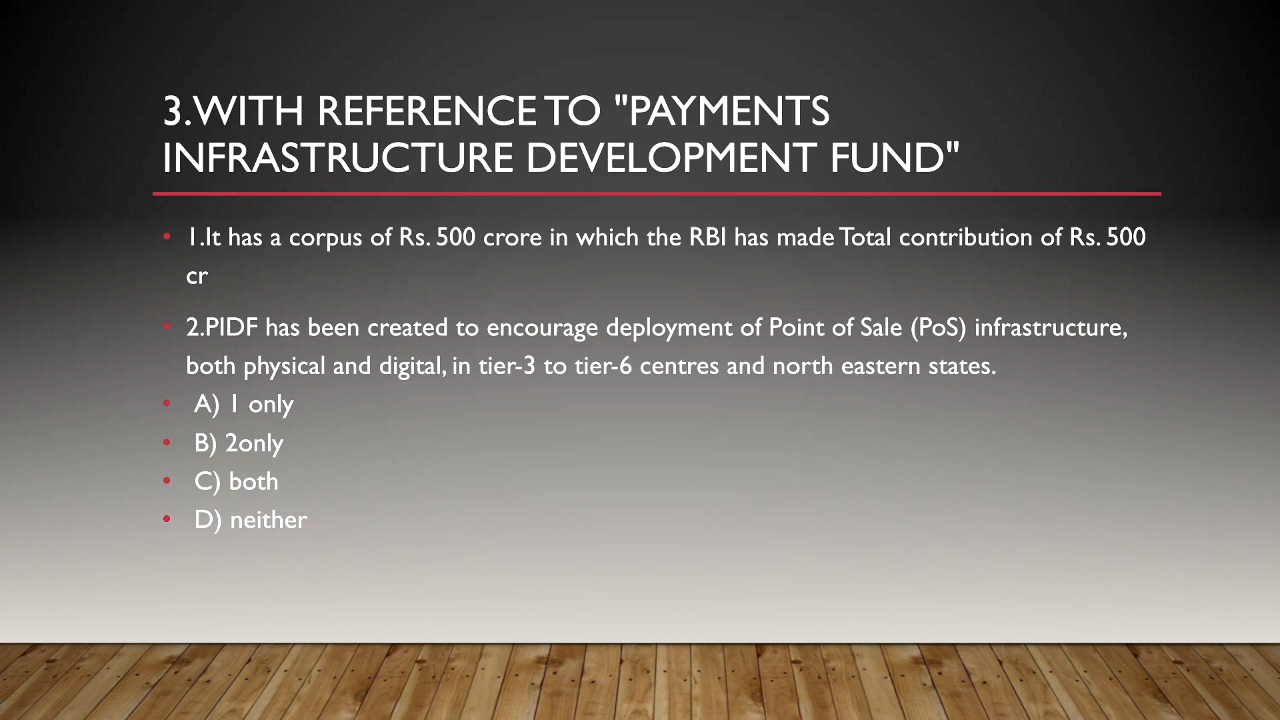 3.WITH REFERENCE TO "PAYMENTS
INFRASTRUCTURE DEVELOPMENT FUND"
• 1.It has a corpus of Rs. 500 crore in which the RBI has made Total contribution of Rs. 500
cr
• 2.PIDF has been created to encourage deployment of Point of Sale (PoS) infrastructure,
both physical and digital, in tier-3 to tier-6 centres and north eastern states.
• A) 1 only
• B) 2only
• C) both
• D) neither